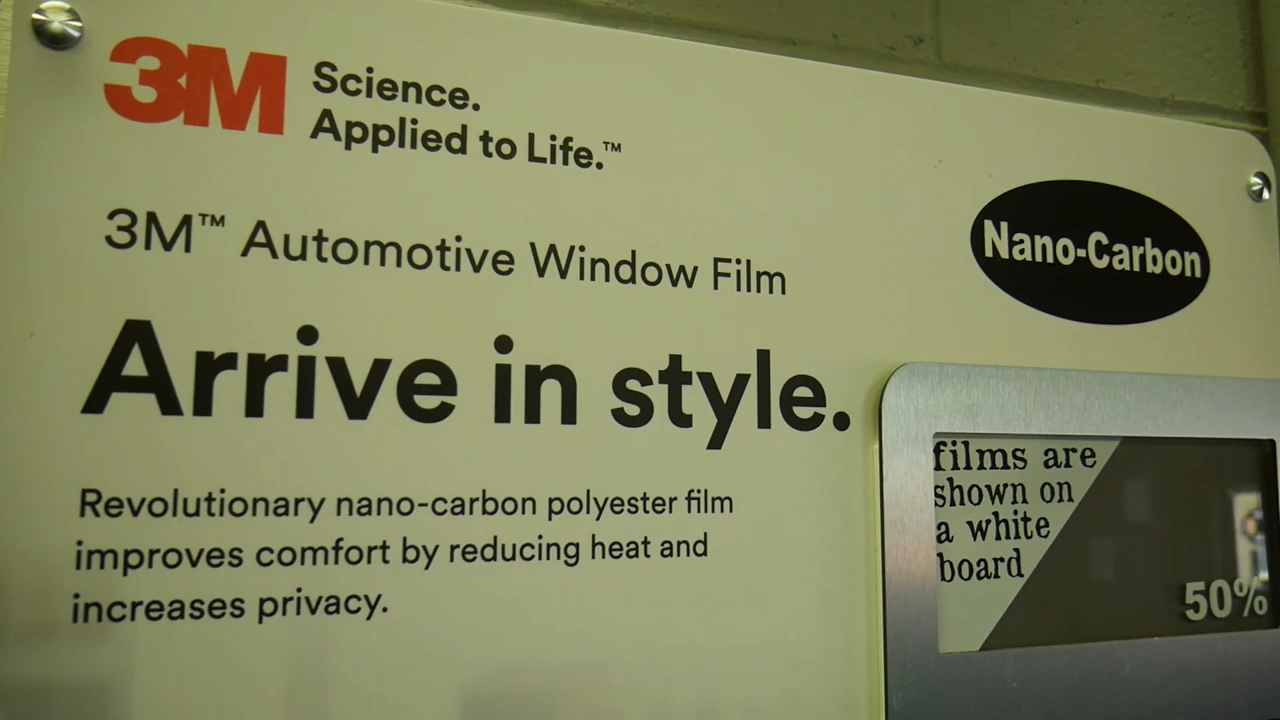 3M
Science.
Applied to Life.™
3M™ Automotive Window Film
Nano-Carbon
Arrive in style.
Revolutionary nano-carbon polyester film
improves comfort by reducing heat and
increases privacy.
films are
shown on
a white
board
50%